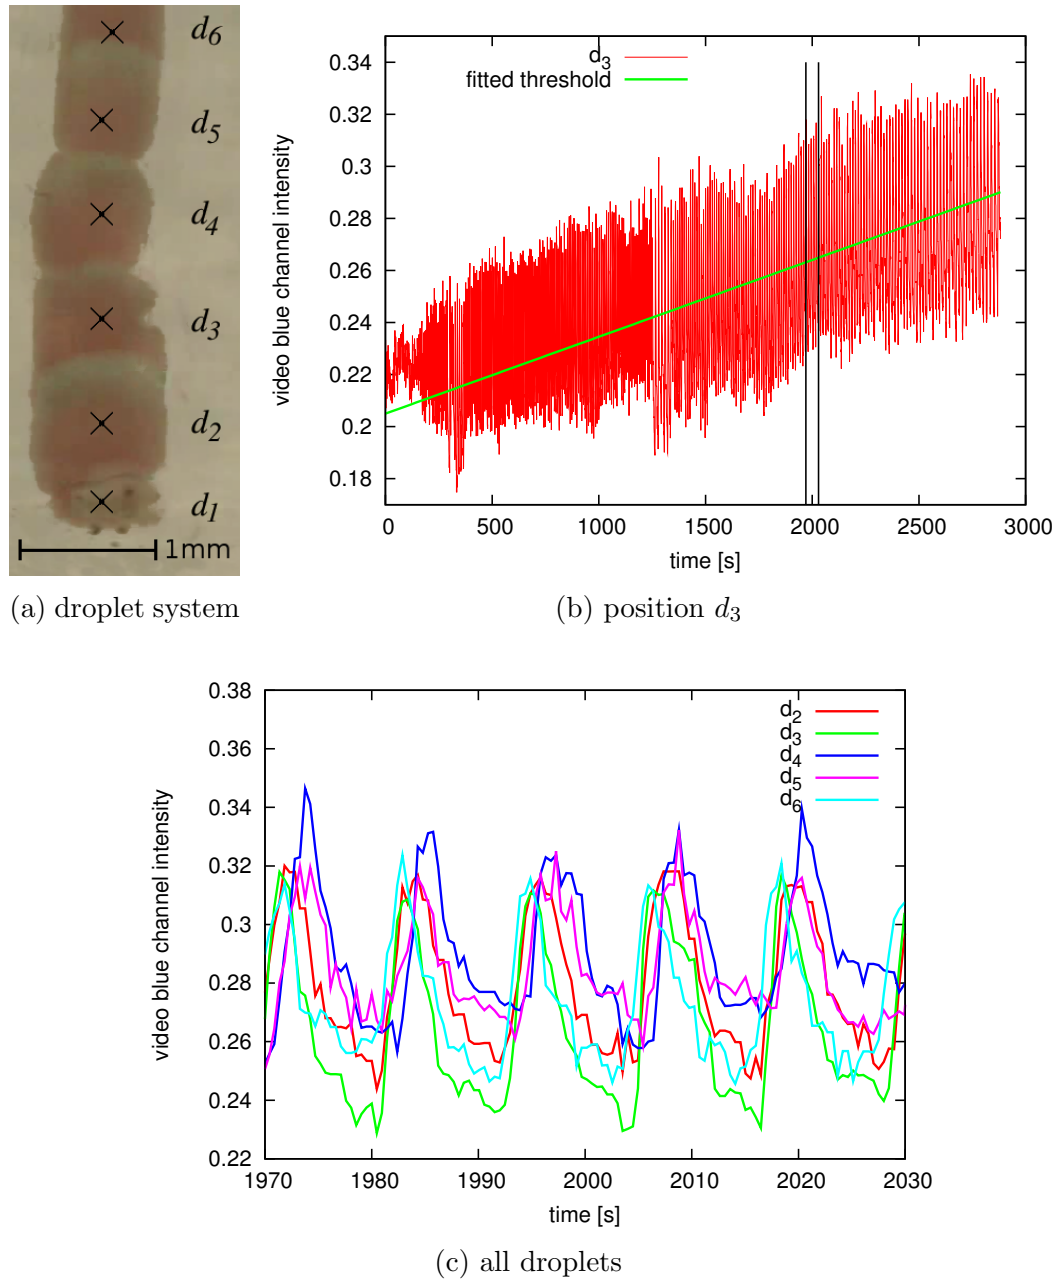 d6
d5
d4
d3
d2
d1
1mm
(a) droplet system
0.34
0.32
0.3
0.28
0.26
0.24
0.22
0.2
0.18
0 500 1000 1500 2000 2500 3000
video blue channel intensity
time [s]
d3
fitted threshold
(b) position d3
0.38
0.36
0.34
0.32
0.3
0.28
0.26
0.24
0.22
1970 1980 1990 2000 2010 2020 2030
video blue channel intensity
time [s]
d2
d3
d4
d5
d6
(c) all droplets